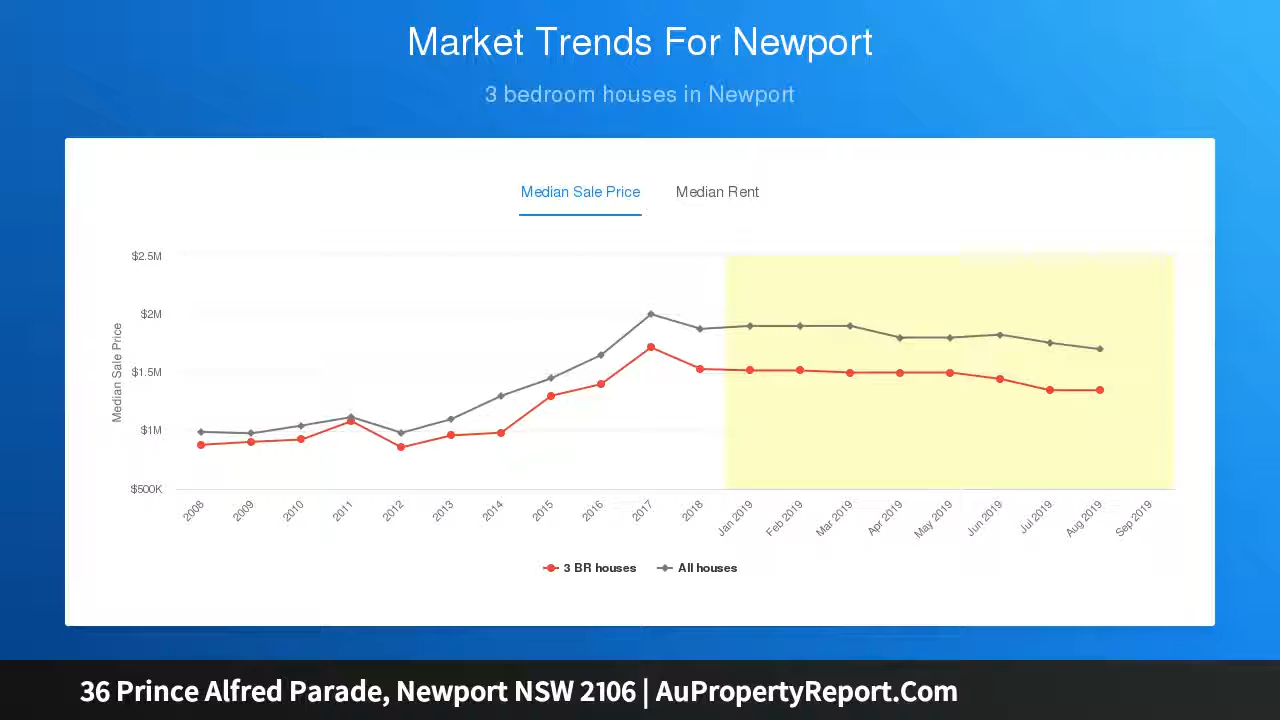 Market Trends For Newport
3 bedroom houses in Newport
Median Sale Price Median Rent
$2.5M
$2M
$1.5M
$1M
$500K
Median Sale Price
2008 2009 2010 2011 2012 2013 2014 2015 2016 2017 2018 Jan 2019 Feb 2019 Mar 2019 Apr 2019 May 2019 Jun 2019 Jul 2019 Aug 2019 Sep 2019
3 BR houses All houses
36 Prince Alfred Parade, Newport NSW 2106 | AuPropertyReport.Com